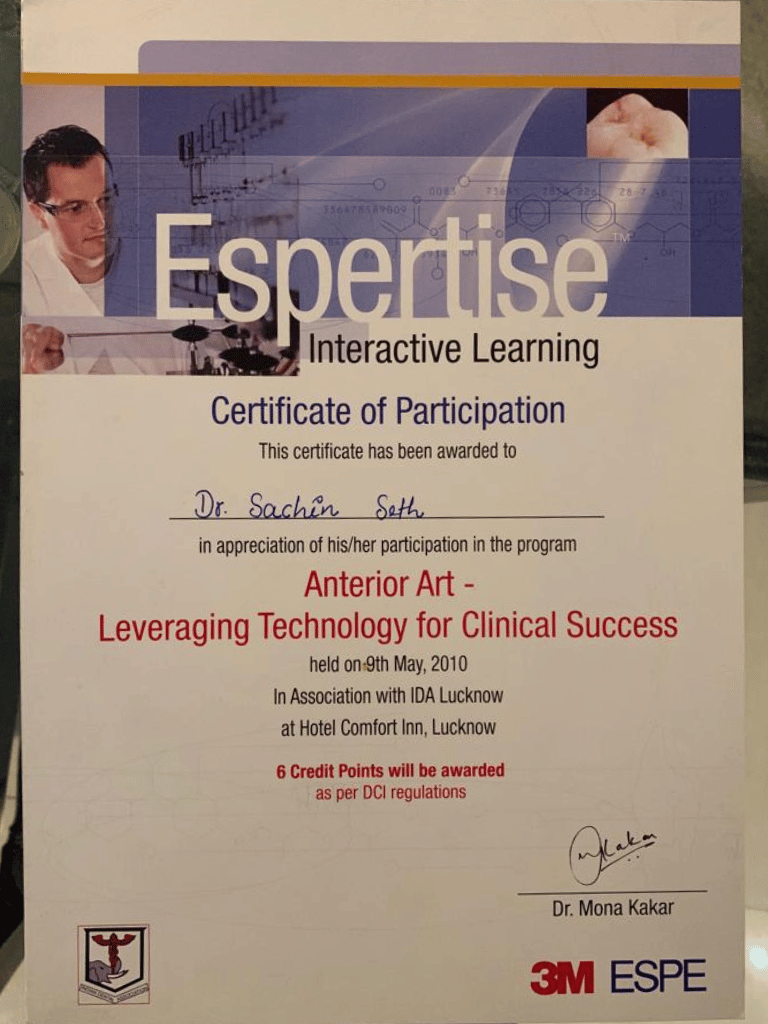 Espertise™
Interactive Learning
Certificate of Participation
This certificate has been awarded to
Dr. Sachin Seth
in appreciation of his/her participation in the program
Anterior Art -
Leveraging Technology for Clinical Success
held on 9th May, 2010
In Association with IDA Lucknow
at Hotel Comfort Inn, Lucknow
6 Credit Points will be awarded
as per DCI regulations
Dr. Mona Kakar
3M ESPE